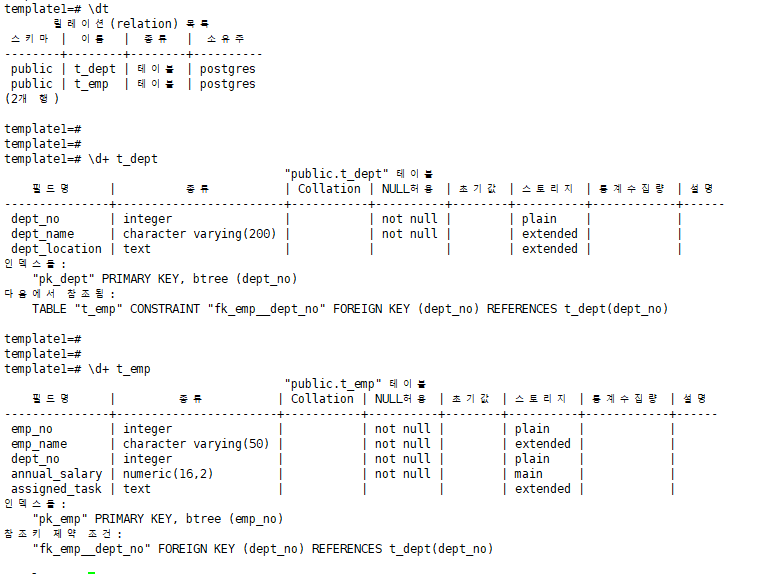 template1=# \dt
릴레이션(relation) 목록
스키마 | 이름 | 종류 | 소유주
--------+--------+--------+----------
public | t_dept | 테이블 | postgres
public | t_emp | 테이블 | postgres
(2개 행)
template1=#
template1=#
template1=# \d+ t_dept
"public.t_dept" 테이블
필드명 | 종류 | Collation | NULL허용 | 초기값 | 스토리지 |통계수집량 | 설명
---------------+------------------------+-----------+----------+--------+----------+------------+------
dept_no | integer | | not null | | plain | |
dept_name | character varying(200) | | not null | | extended | |
dept_location | text | | | | extended | |
인덱스들:
"pk_dept" PRIMARY KEY, btree (dept_no)
다음에서 참조됨:
TABLE "t_emp" CONSTRAINT "fk_emp__dept_no" FOREIGN KEY (dept_no) REFERENCES t_dept(dept_no)
template1=#
template1=#
template1=# \d+ t_emp
"public.t_emp" 테이블
필드명 | 종류 | Collation | NULL허용 | 초기값 | 스토리지 | 통계수집량 | 설명
---------------+-----------------------+-----------+----------+--------+----------+------------+------
emp_no | integer | | not null | | plain | |
emp_name | character varying(50) | | not null | | extended | |
dept_no | integer | | not null | | plain | |
annual_salary | numeric(16,2) | | not null | | main | |
assigned_task | text | | | | extended | |
인덱스들:
"pk_emp" PRIMARY KEY, btree (emp_no)
참조키 제약 조건:
"fk_emp__dept_no" FOREIGN KEY (dept_no) REFERENCES t_dept(dept_no)